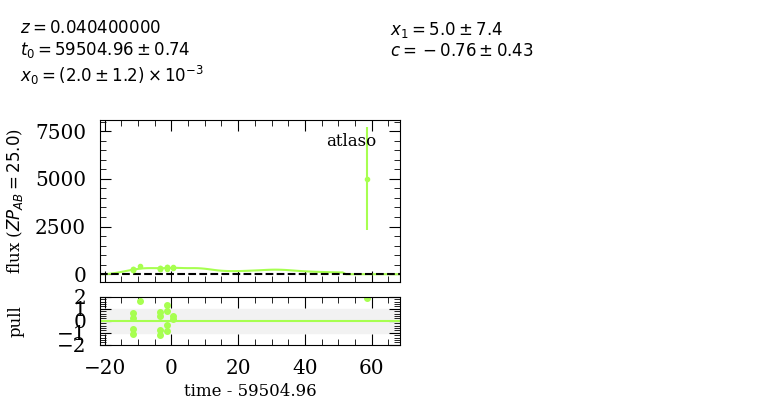 z = 0.040400000
t₀ = 59504.96 ± 0.74
x₀ = (2.0 ± 1.2) × 10⁻³
x₁ = 5.0 ± 7.4
c = −0.76 ± 0.43
atlaso
7500
5000
2500
0
flux (ZP_AB = 25.0)
2
1
0
−1
−2
pull
−20 0 20 40 60
time - 59504.96